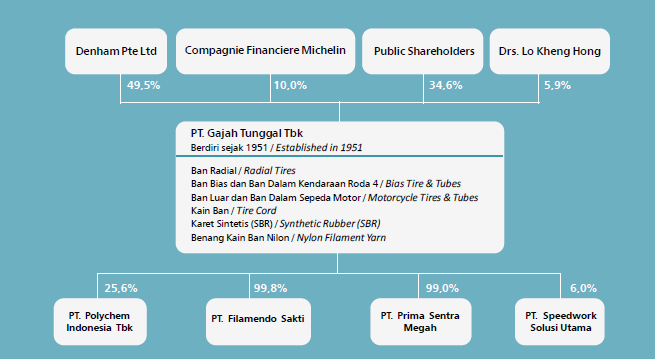 Denham Pte Ltd
Compagnie Financiere Michelin
Public Shareholders
Drs. Lo Kheng Hong
49,5%
10,0%
34,6%
5,9%
PT. Gajah Tunggal Tbk
Berdiri sejak 1951 / Established in 1951
Ban Radial / Radial Tires
Ban Bias dan Ban Dalam Kendaraan Roda 4 / Bias Tire & Tubes
Ban Luar dan Ban Dalam Sepeda Motor / Motorcycle Tires & Tubes
Kain Ban / Tire Cord
Karet Sintetis (SBR) / Synthetic Rubber (SBR)
Benang Kain Ban Nilon / Nylon Filament Yarn
25,6%
99,8%
99,0%
6,0%
PT. Polychem
Indonesia Tbk
PT. Filamendo Sakti
PT. Prima Sentra
Megah
PT. Speedwork
Solusi Utama